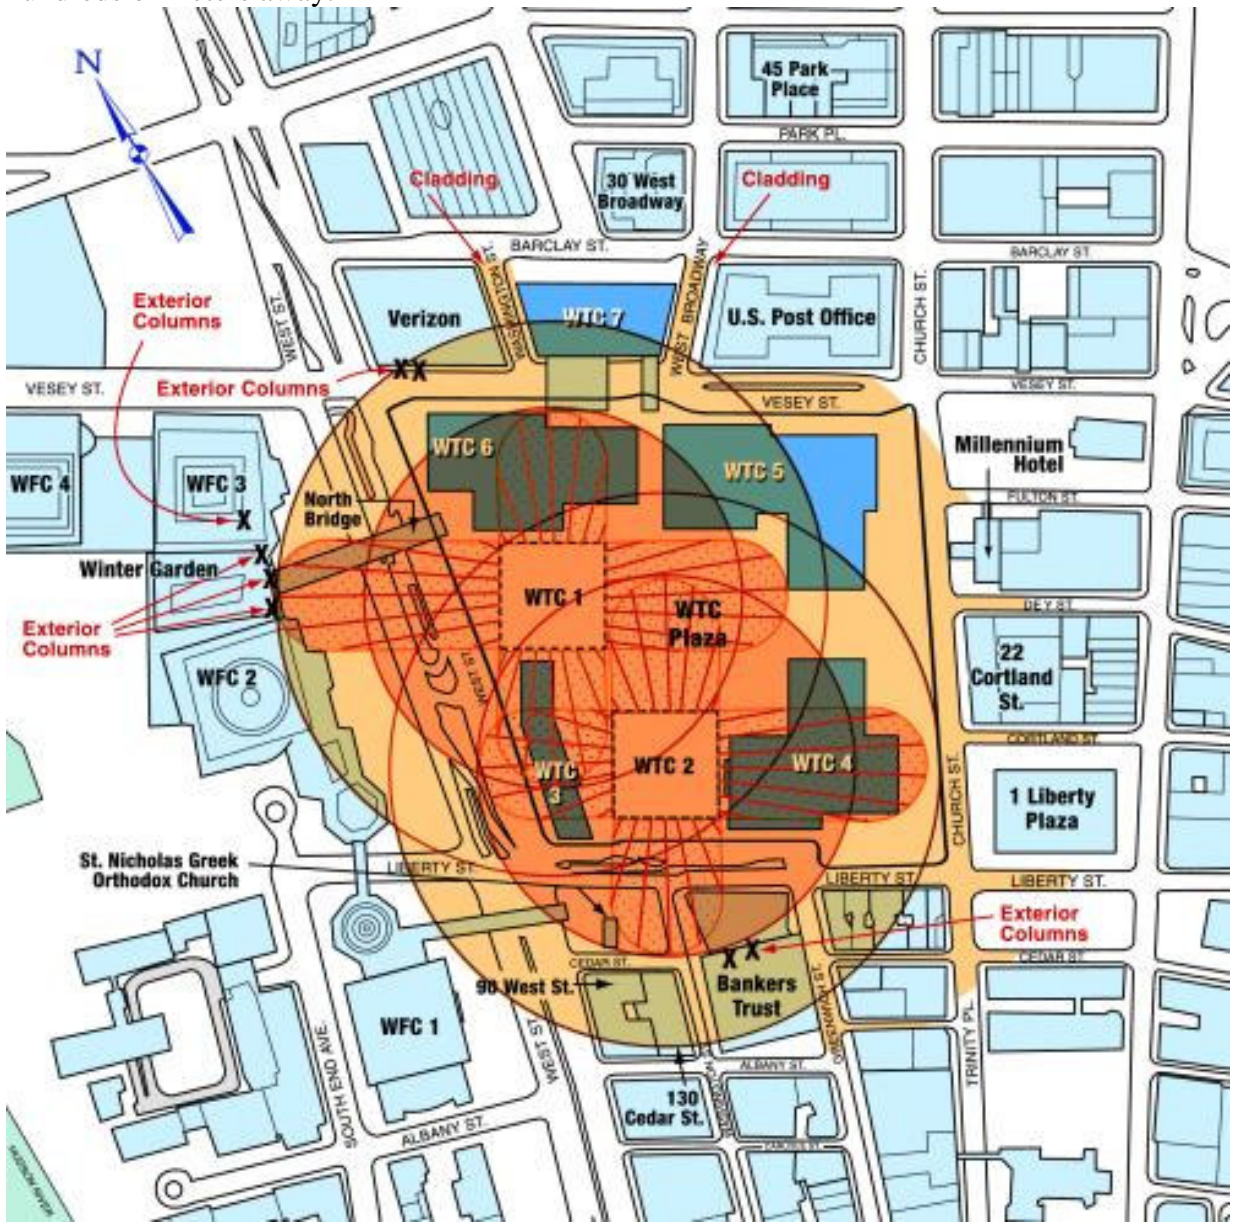 N
45 Park
Place
PARK PL.
Cladding
30 West
Broadway
Cladding
BARCLAY ST.
BARCLAY ST.
WEST BROADWAY
CHURCH ST.
Exterior
Columns
WEST ST.
Verizon
WTC 7
U.S. Post Office
Exterior Columns
VESEY ST.
VESEY ST.
VESEY ST.
WTC 6
WTC 5
Millennium
Hotel
WFC 4
WFC 3
North
Bridge
FULTON ST.
Winter Garden
WTC 1
WTC
Plaza
DEY ST.
Exterior
Columns
WFC 2
WEST ST.
22
Cortland
St.
CORTLAND ST.
WTC
3
WTC 2
WTC 4
CHURCH ST.
1 Liberty
Plaza
St. Nicholas Greek
Orthodox Church
LIBERTY ST.
LIBERTY ST.
LIBERTY ST.
Exterior
Columns
CEDAR ST.
CEDAR ST.
90 West St.
Bankers
Trust
WFC 1
SOUTH END AVE.
WEST ST.
TRINITY PL.
ALBANY ST.
130
Cedar St.
ALBANY ST.